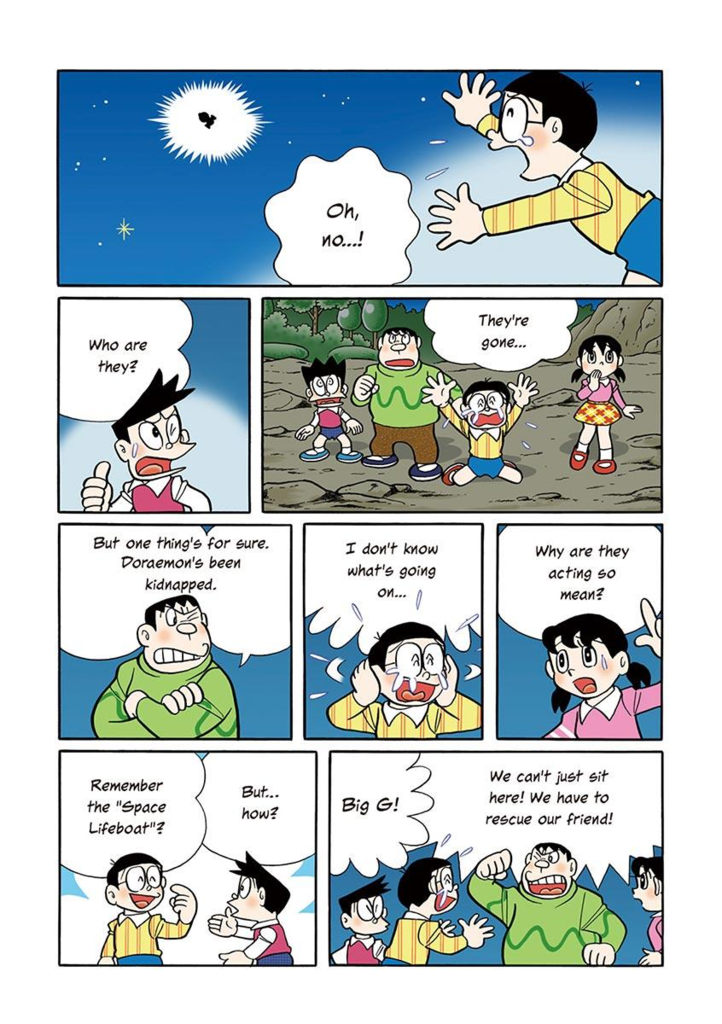 Oh,
no...!
They're
gone...
Who are
they?
Why are they
acting so
mean?
I don't know
what's going
on...
But one thing's for sure.
Doraemon's been
kidnapped.
We can't just sit
here! We have to
rescue our friend!
Big G!
But...
how?
Remember
the "Space
Lifeboat"?